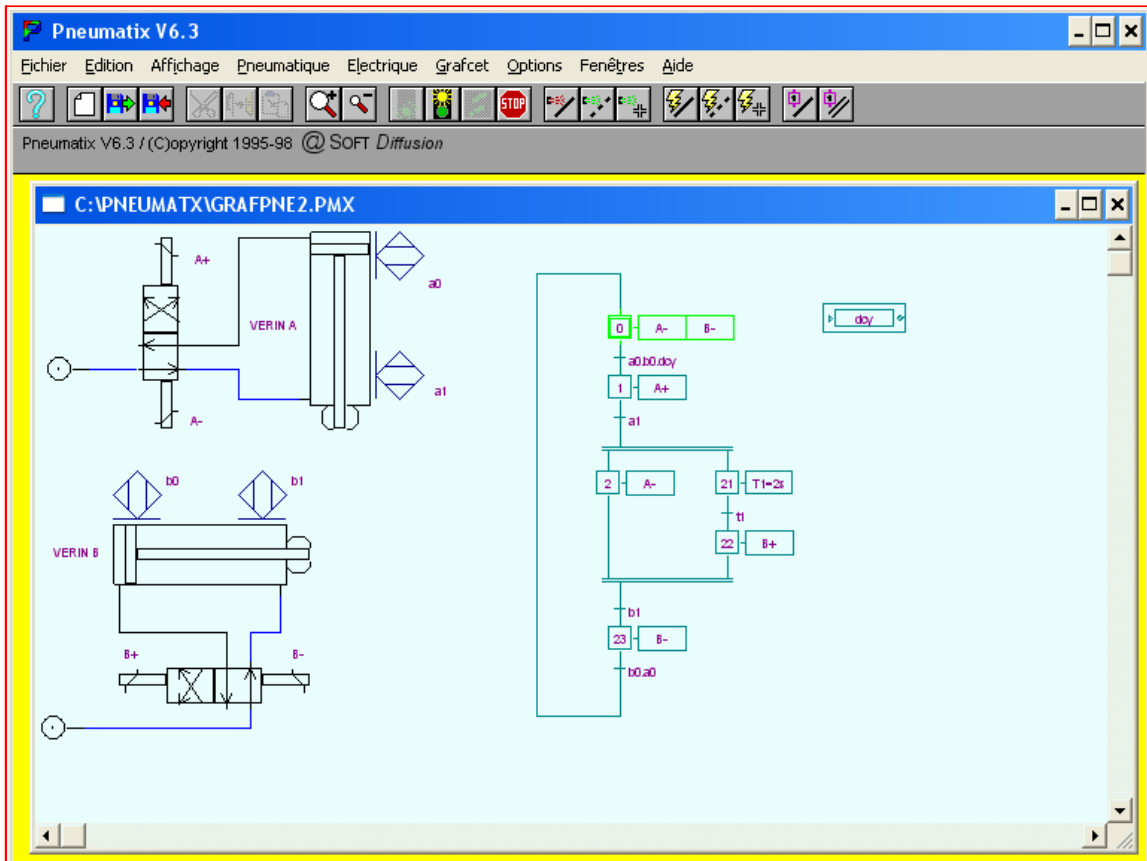 Pneumatix V6.3
Fichier Edition Affichage Pneumatique Electrique Grafcet Options Fenêtres Aide
STOP
Pneumatix V6.3 / (C)opyright 1995-98 @ SOFT Diffusion
C:\PNEUMATX\GRAFPNE2.PMX
A+
a0
VERIN A
a1
A-
b0
b1
VERIN B
B+
B-
0 A- B-
a0.b0.dcy
1 A+
a1
2 A-
21 T1=2s
t1
22 B+
b1
23 B-
b0.a0
dcy